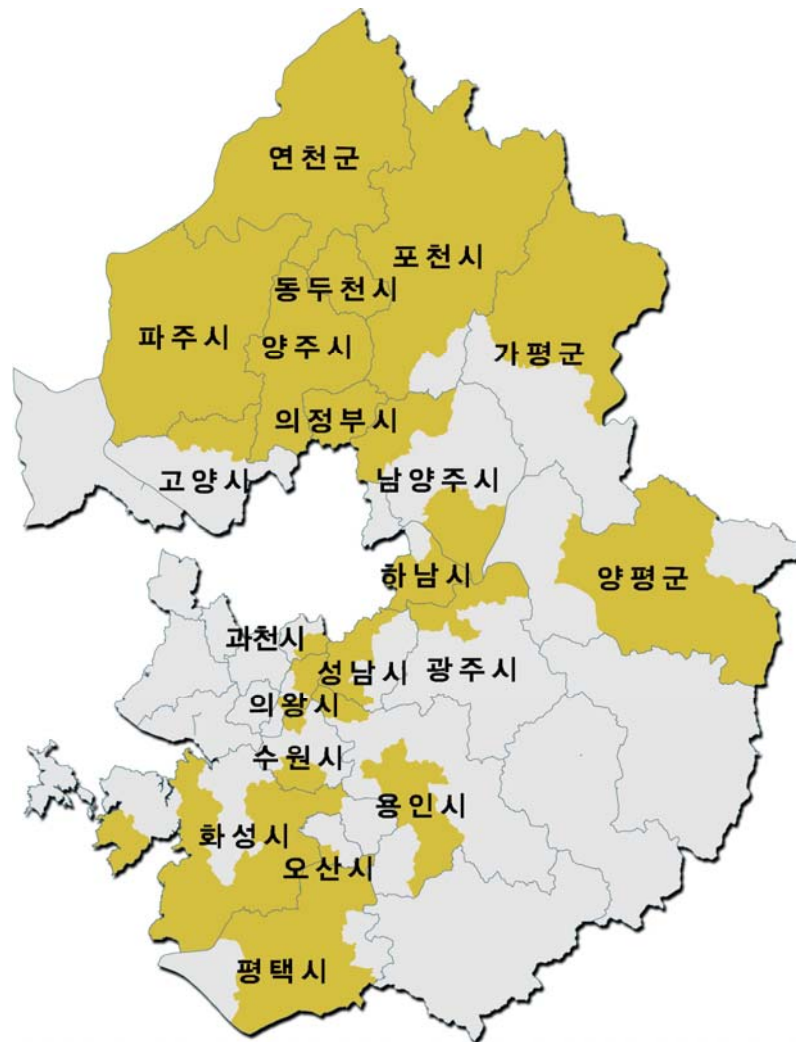 연천군
포천시
동두천시
파주시
양주시
가평군
의정부시
고양시
남양주시
하남시
양평군
과천시
성남시
광주시
의왕시
수원시
용인시
화성시
오산시
평택시